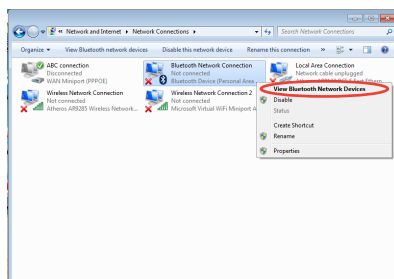 « Network and Internet ▸ Network Connections ▸
Search Network Connections
Organize
View Bluetooth network devices
Disable this network device
Rename this connection
»
ABC connection
Disconnected
WAN Miniport (PPPOE)
Bluetooth Network Connection
Not connected
Bluetooth Device (Personal Area
Local Area Connection
Network cable unplugged
Wireless Network Connection
Not connected
Atheros AR9285 Wireless Network...
Wireless Network Connection 2
Not connected
Microsoft Virtual WiFi Miniport A
View Bluetooth Network Devices
Disable
Status
Create Shortcut
Rename
Properties